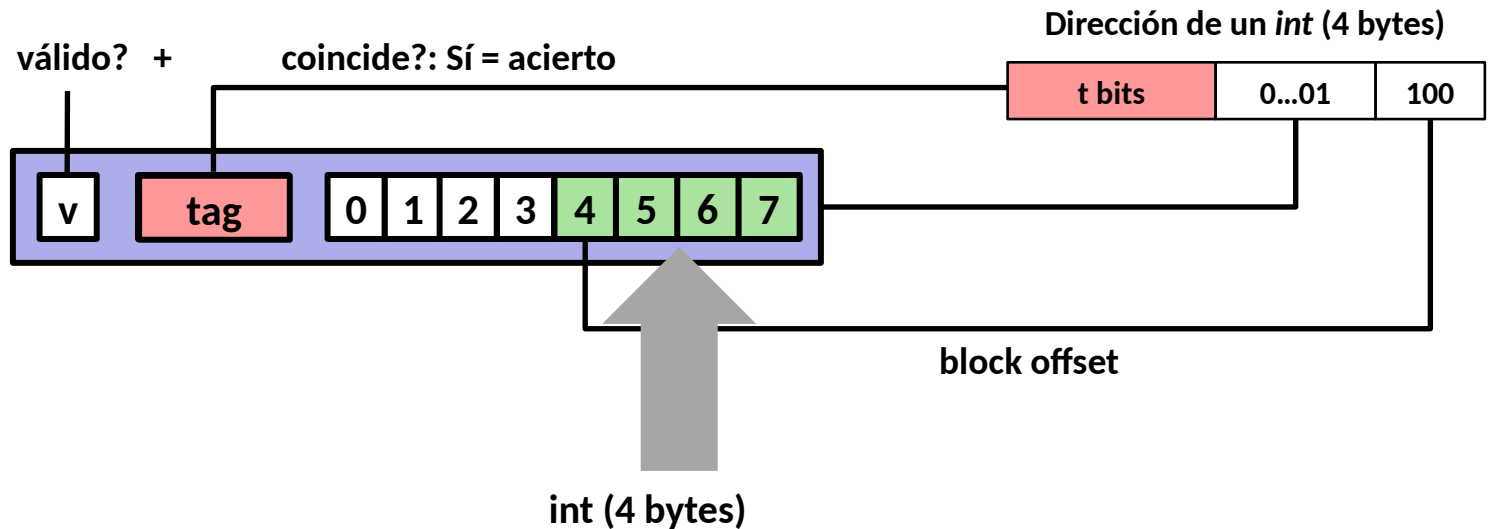 Dirección de un int (4 bytes)
válido? + coincide?: Sí = acierto
t bits 0...01 100
v tag 0 1 2 3 4 5 6 7
block offset
int (4 bytes)